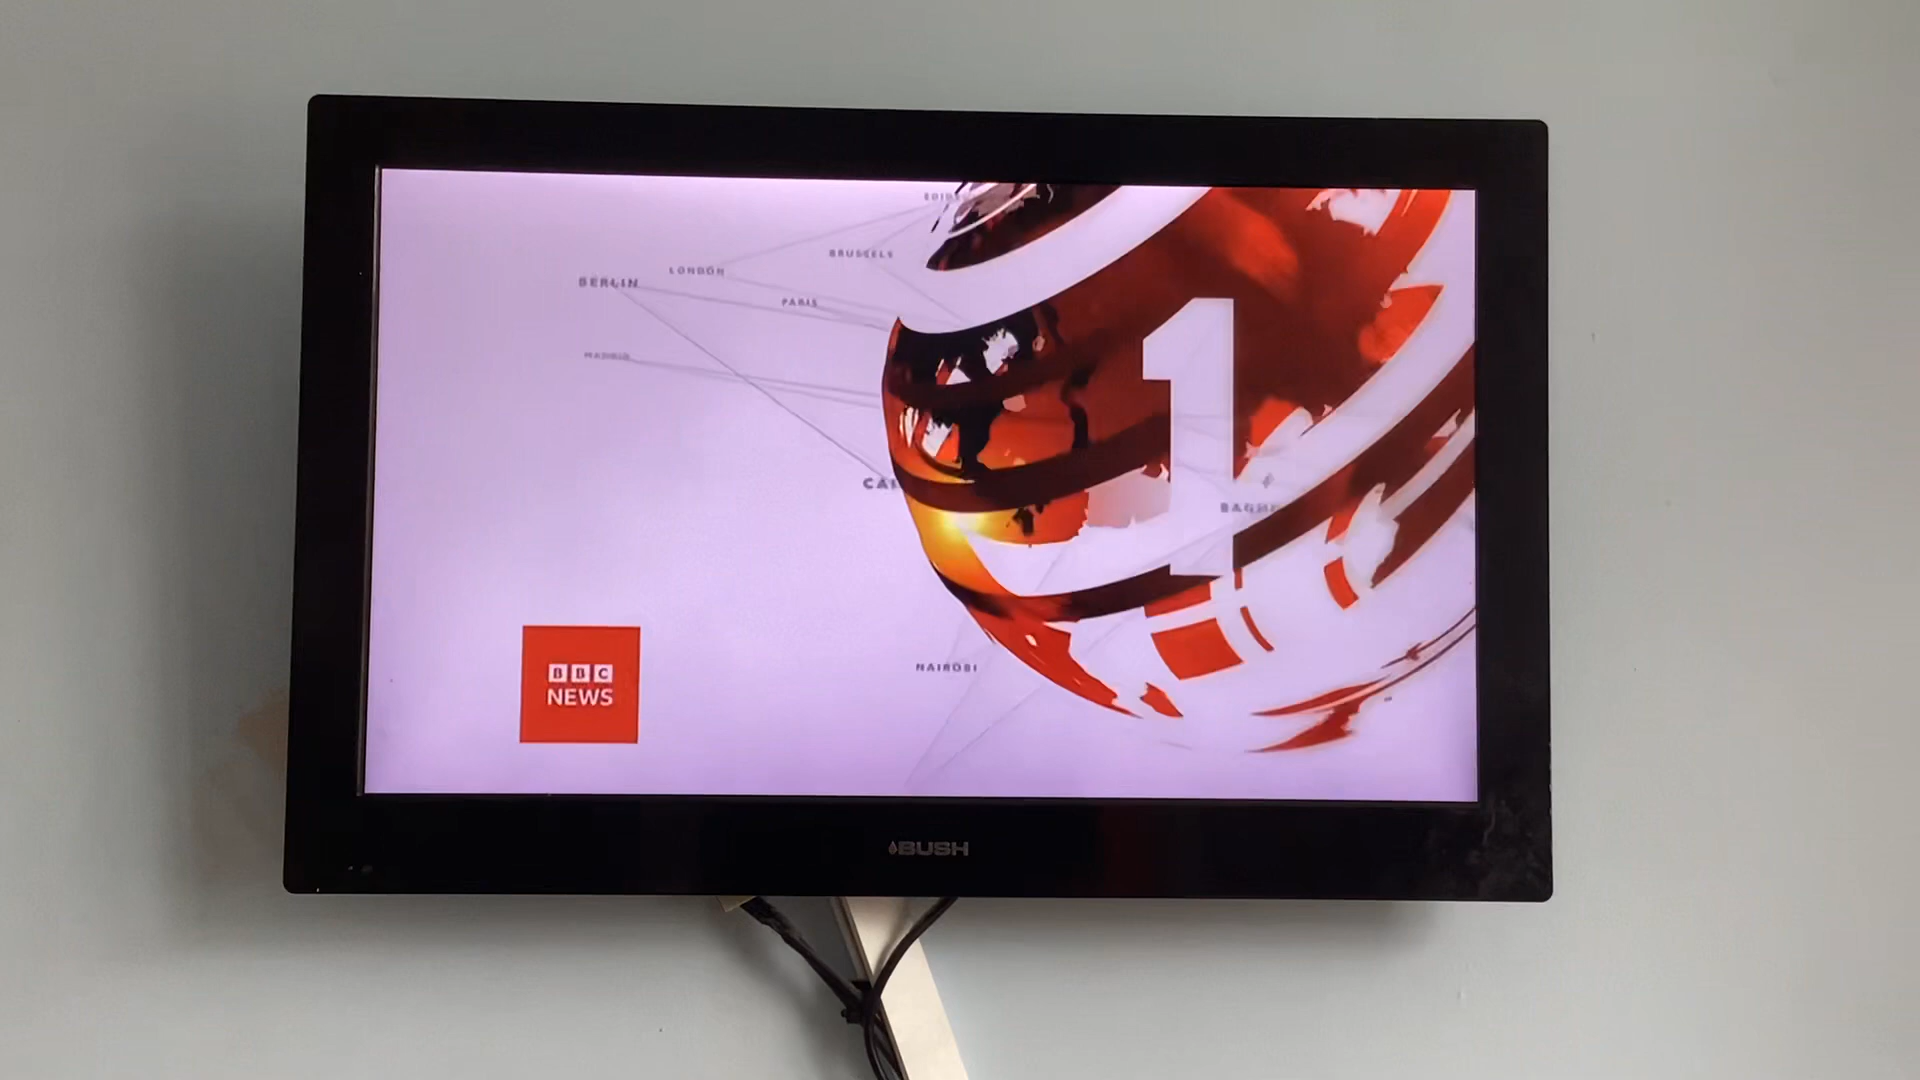 BRUSSELS
LONDON
BERLIN
PARIS
MADRID
1
NAIROBI
BBC
NEWS
BUSH